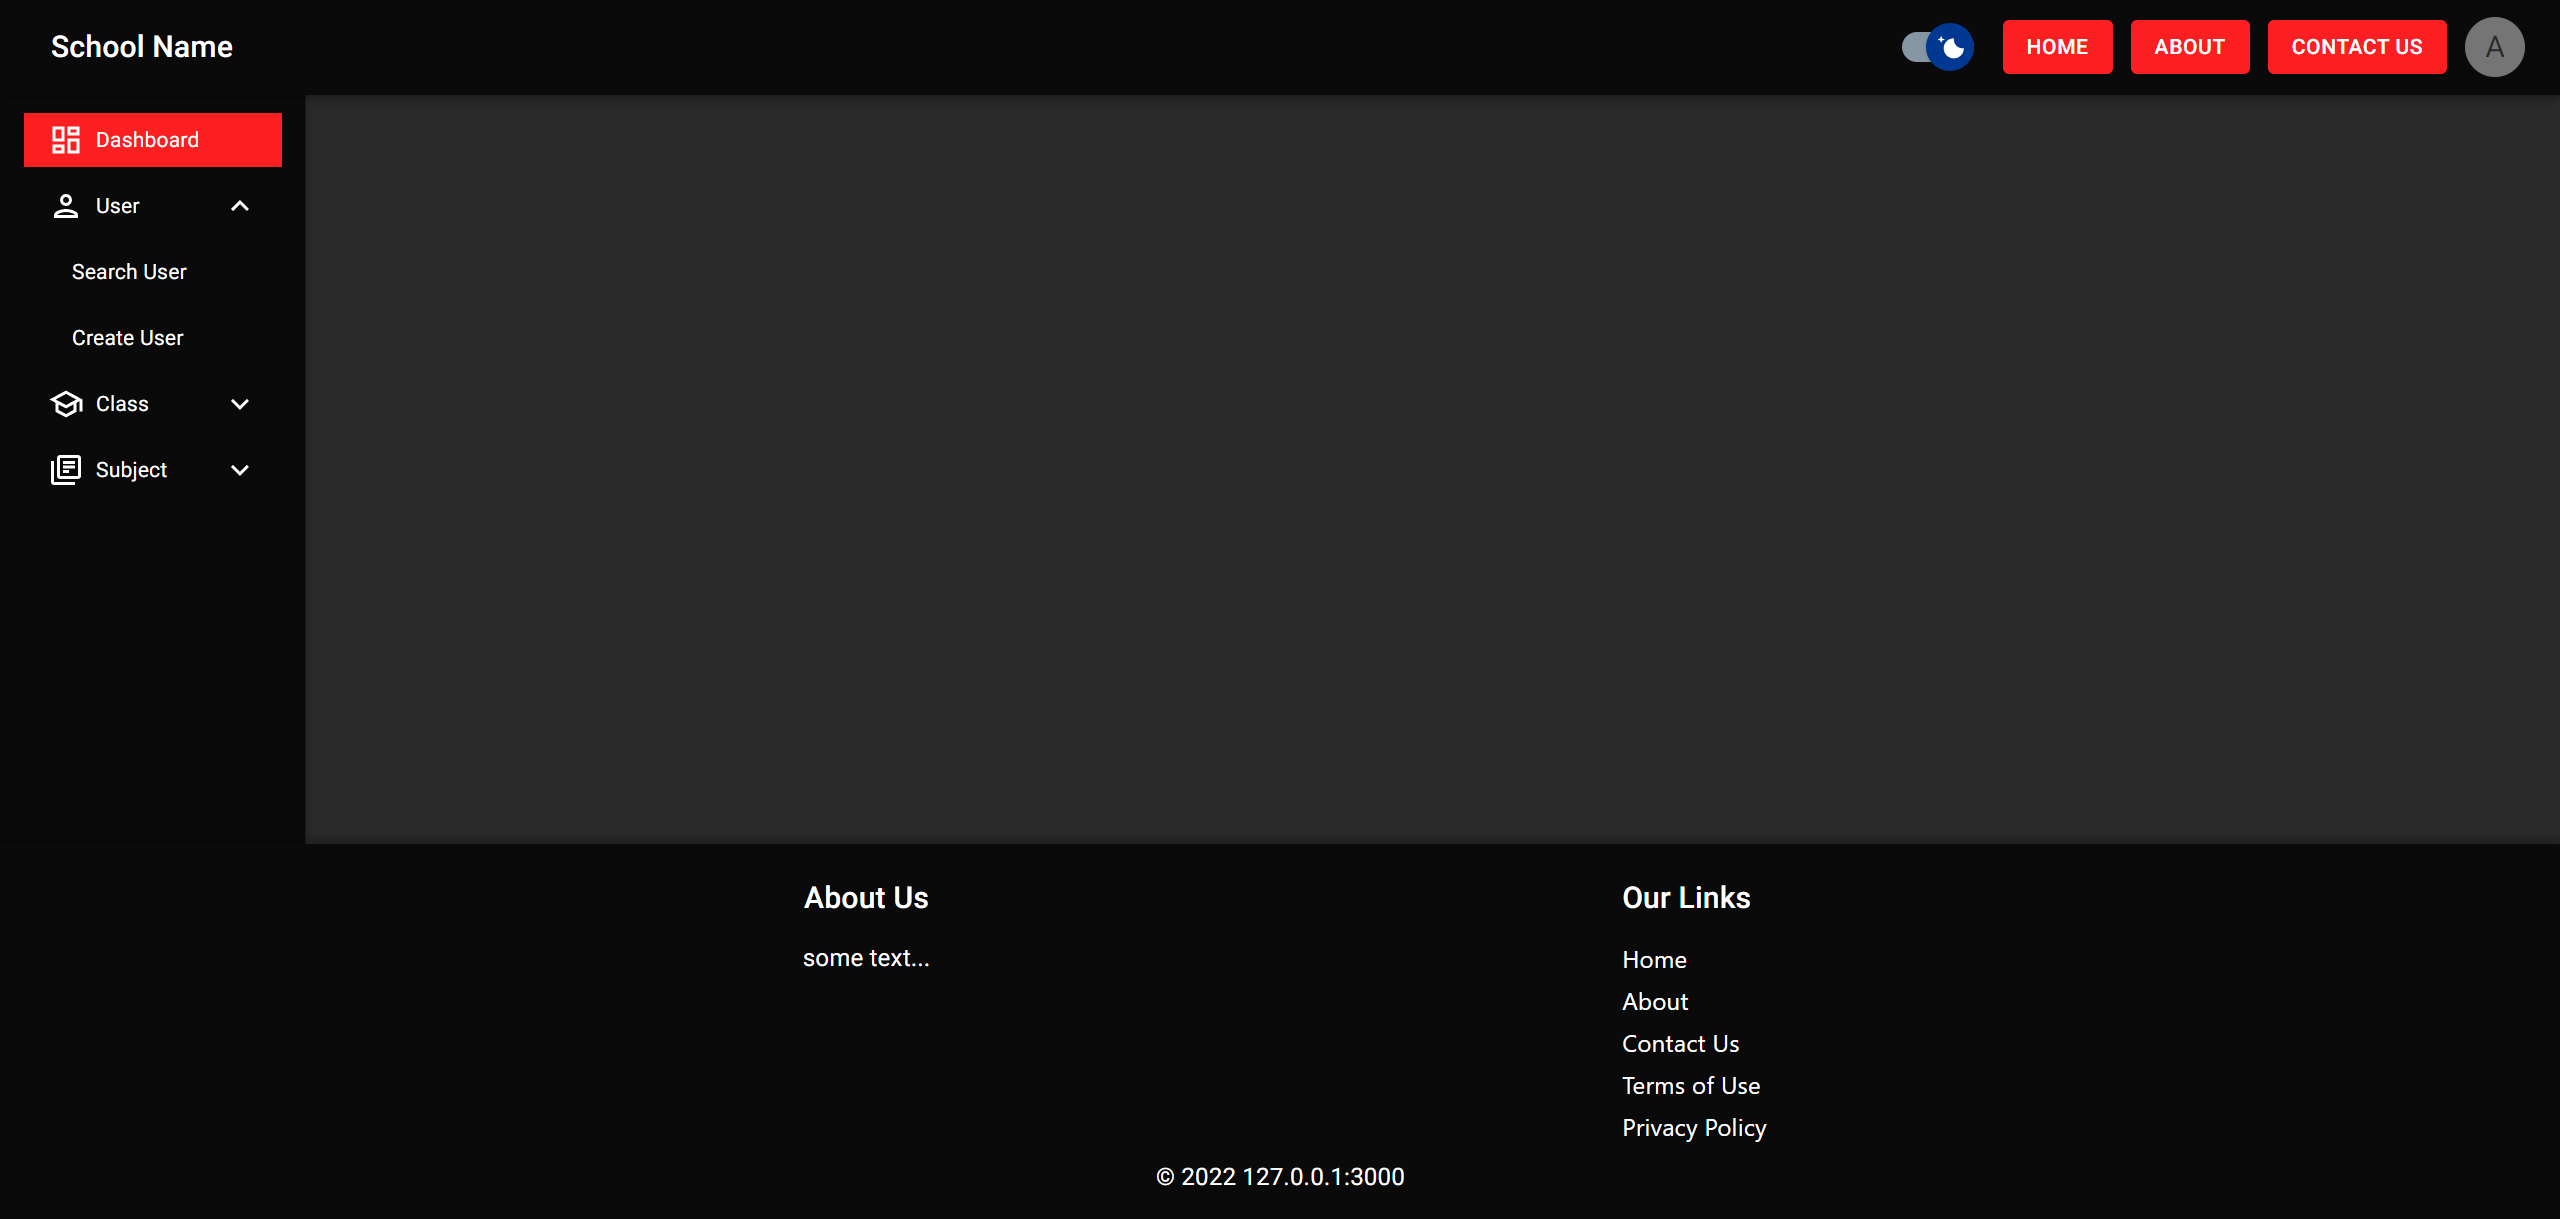 School Name
HOME
ABOUT
CONTACT US
A
Dashboard
User
Search User
Create User
Class
Subject
About Us
some text...
Our Links
Home
About
Contact Us
Terms of Use
Privacy Policy
© 2022 127.0.0.1:3000